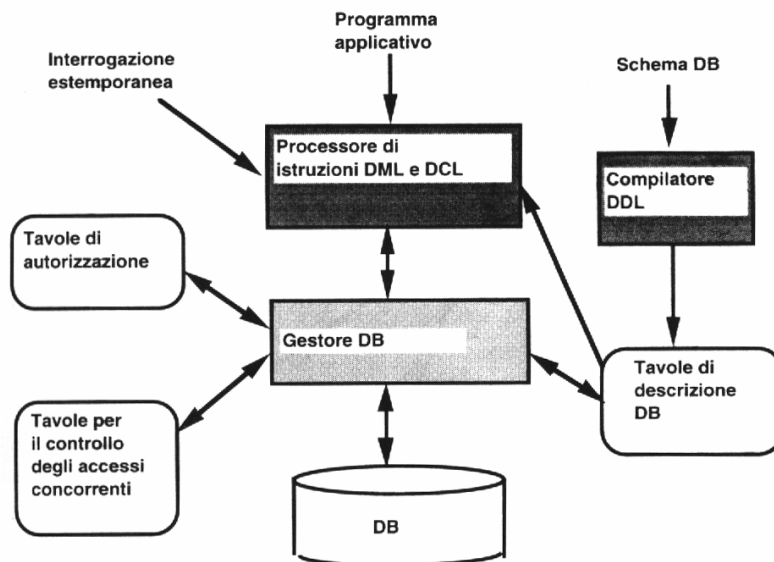 Programma
applicativo
Interrogazione
estemporanea
Schema DB
Processore di
istruzioni DML e DCL
Compilatore
DDL
Tavole di
autorizzazione
Gestore DB
Tavole di
descrizione
DB
Tavole per
il controllo
degli accessi
concorrenti
DB